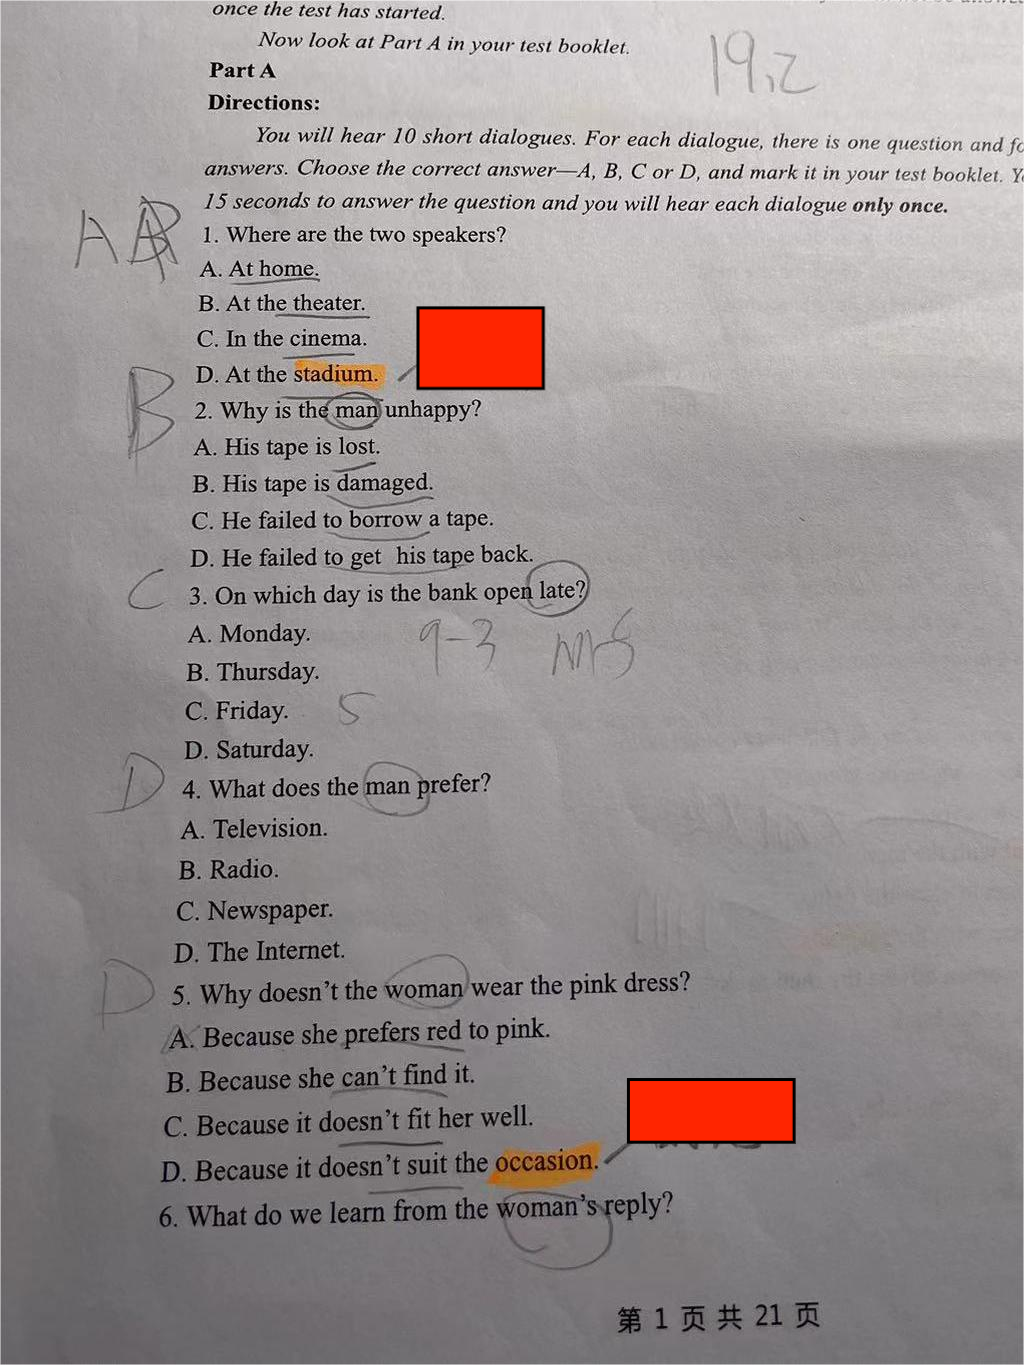 once the test has started.
Now look at Part A in your test booklet.
19.2
Part A
Directions:
You will hear 10 short dialogues. For each dialogue, there is one question and fo
answers. Choose the correct answer—A, B, C or D, and mark it in your test booklet. Y
15 seconds to answer the question and you will hear each dialogue only once.
A
1. Where are the two speakers?
A. At home.
B. At the theater.
C. In the cinema.
D. At the stadium.
B
2. Why is the man unhappy?
A. His tape is lost.
B. His tape is damaged.
C. He failed to borrow a tape.
D. He failed to get his tape back.
C
3. On which day is the bank open late?
A. Monday.
9-3
B. Thursday.
C. Friday.
5
D. Saturday.
D
4. What does the man prefer?
A. Television.
B. Radio.
C. Newspaper.
D. The Internet.
D
5. Why doesn't the woman wear the pink dress?
A. Because she prefers red to pink.
B. Because she can't find it.
C. Because it doesn't fit her well.
D. Because it doesn't suit the occasion.
6. What do we learn from the woman's reply?
第 1 页 共 21 页